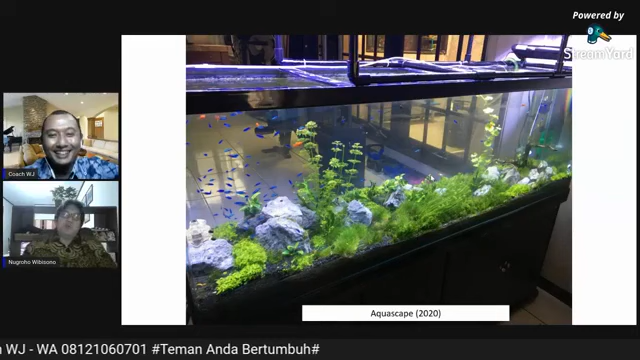 Powered by
StreamYard
Coach WJ
Nugroho Wibisono
Aquascape (2020)
WJ - WA 08121060701 #Teman Anda Bertumbuh#